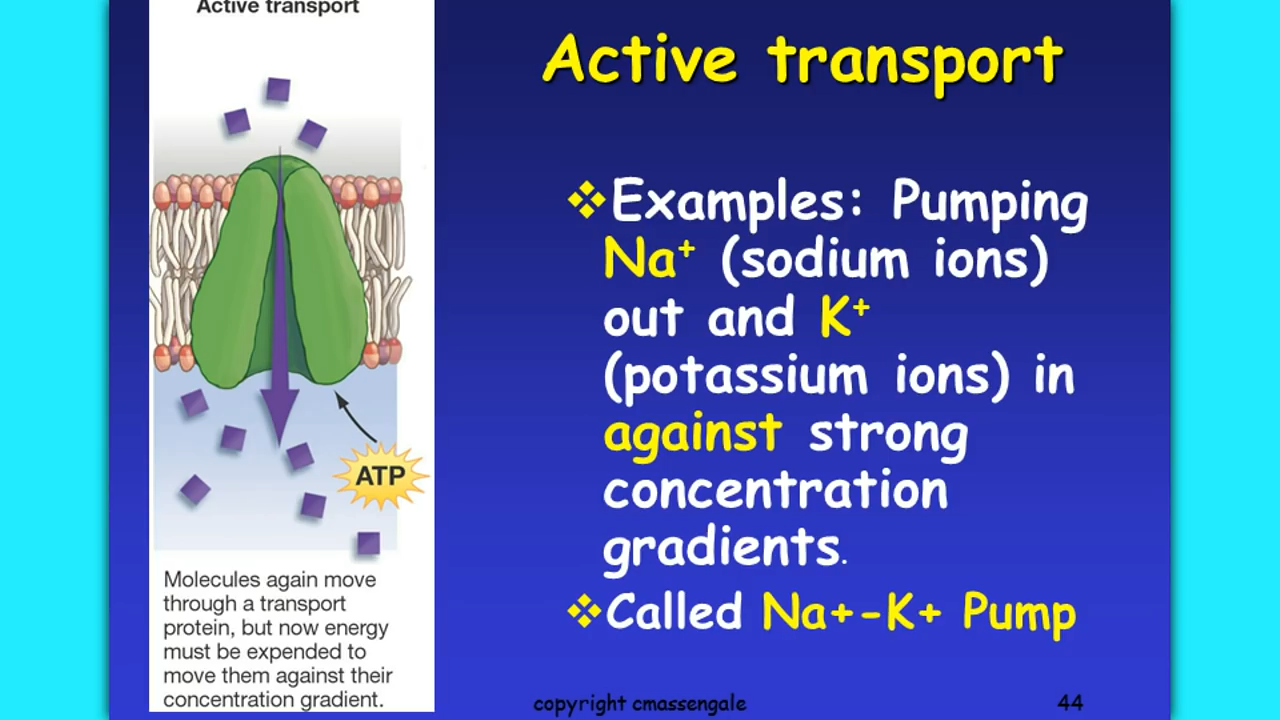 Active transport
ATP
Molecules again move
through a transport
protein, but now energy
must be expended to
move them against their
concentration gradient.
Active transport
❖Examples: Pumping
Na⁺ (sodium ions)
out and K⁺
(potassium ions) in
against strong
concentration
gradients.
❖Called Na+-K+ Pump
copyright cmassengale
44